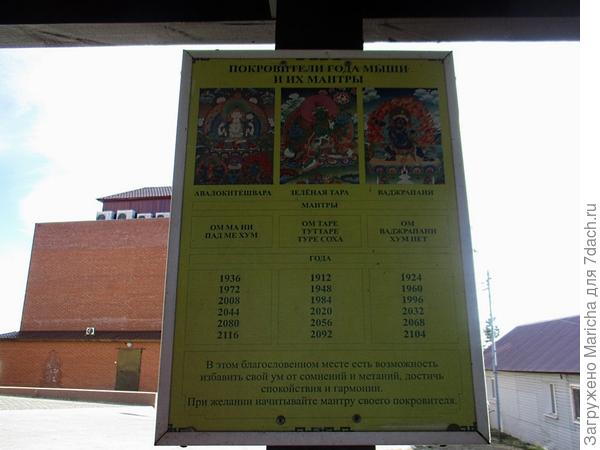 ПОКРОВИТЕЛИ ГОДА МЫШИ
И ИХ МАНТРЫ
АВАЛОКИТЕШВАРА ЗЕЛЁНАЯ ТАРА ВАДЖРАПАНИ
МАНТРЫ
ОМ МА НИ
ПАД МЕ ХУМ
ОМ ТАРЕ
ТУТТАРЕ
ТУРЕ СОХА
ОМ
ВАДЖРАПАНИ
ХУМ ПЕТ
ГОДА
1936 1912 1924
1972 1948 1960
2008 1984 1996
2044 2020 2032
2080 2056 2068
2116 2092 2104
В этом благословенном месте есть возможность
избавить свой ум от сомнений и метаний, достичь
спокойствия и гармонии.
При желании начитывайте мантру своего покровителя.
Загружено Maricha для 7dach.ru